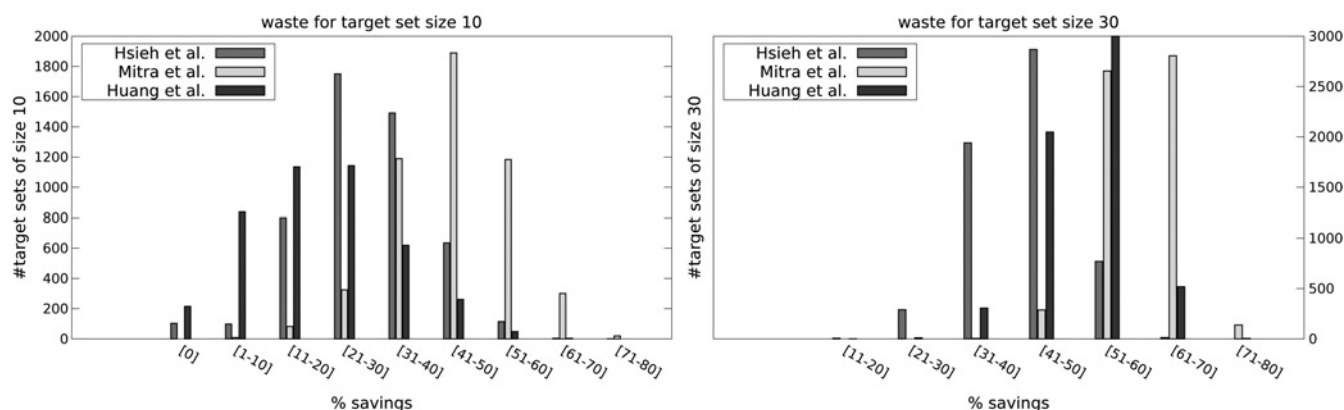 waste for target set size 10
Hsieh et al.
Mitra et al.
Huang et al.
2000
1800
1600
1400
1200
1000
800
600
400
200
0
#target sets of size 10
[0]
[1-10]
[11-20]
[21-30]
[31-40]
[41-50]
[51-60]
[61-70]
[71-80]
% savings
waste for target set size 30
Hsieh et al.
Mitra et al.
Huang et al.
#target sets of size 30
3000
2500
2000
1500
1000
500
0
[11-20]
[21-30]
[31-40]
[41-50]
[51-60]
[61-70]
[71-80]
% savings